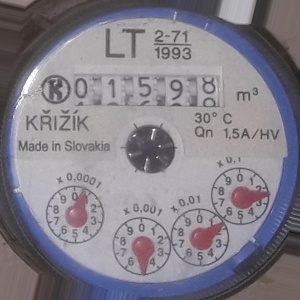 LT 2-71
1993
K 0159 m³
KŘIŽÍK 30° C
Made in Slovakia Qn 1,5A/HV
x 0,0001 x 0,001 x 0,01 x 0,1